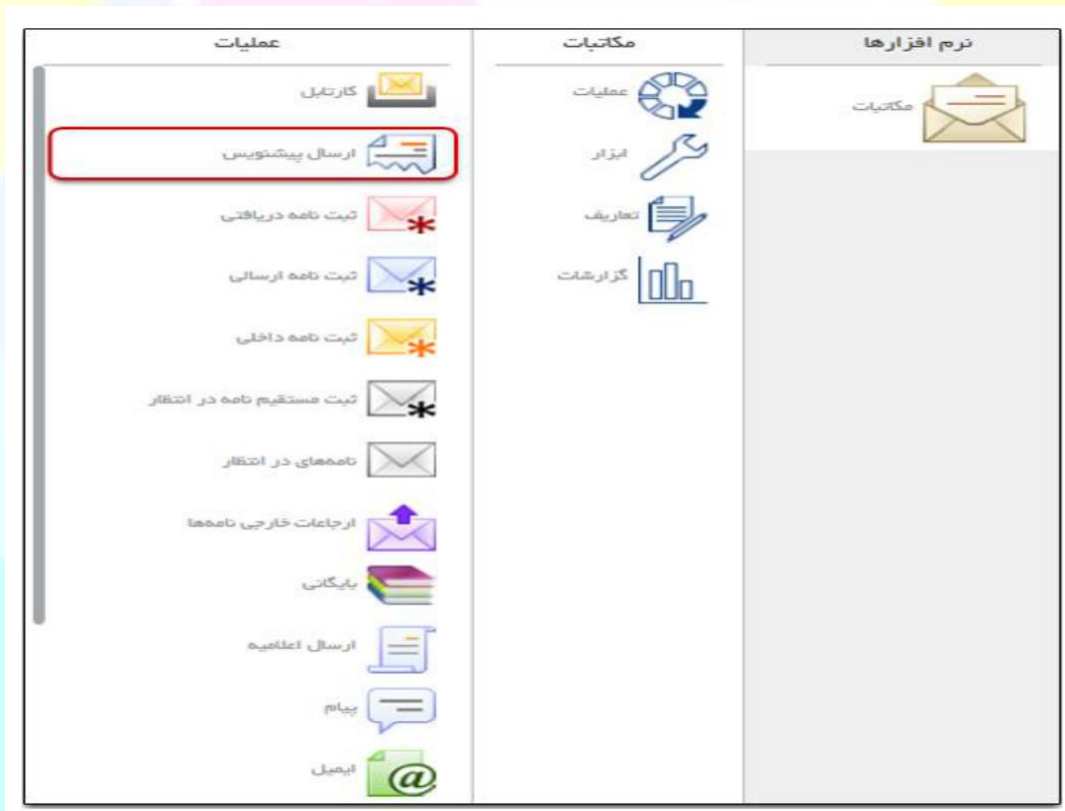 نرم افزارها
مکاتبات
مکاتبات
عملیات
ابزار
تعاریف
گزارشات
عملیات
کارتابل
ارسال پیشنویس
ثبت نامه دریافتی
ثبت نامه ارسالی
ثبت نامه داخلی
ثبت مستقیم نامه در انتظار
نامه‌های در انتظار
ارجاعات خارجی نامه‌ها
بایگانی
ارسال اعلامیه
پیام
ایمیل